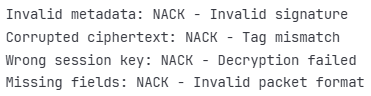 Invalid metadata: NACK - Invalid signature
Corrupted ciphertext: NACK - Tag mismatch
Wrong session key: NACK - Decryption failed
Missing fields: NACK - Invalid packet format